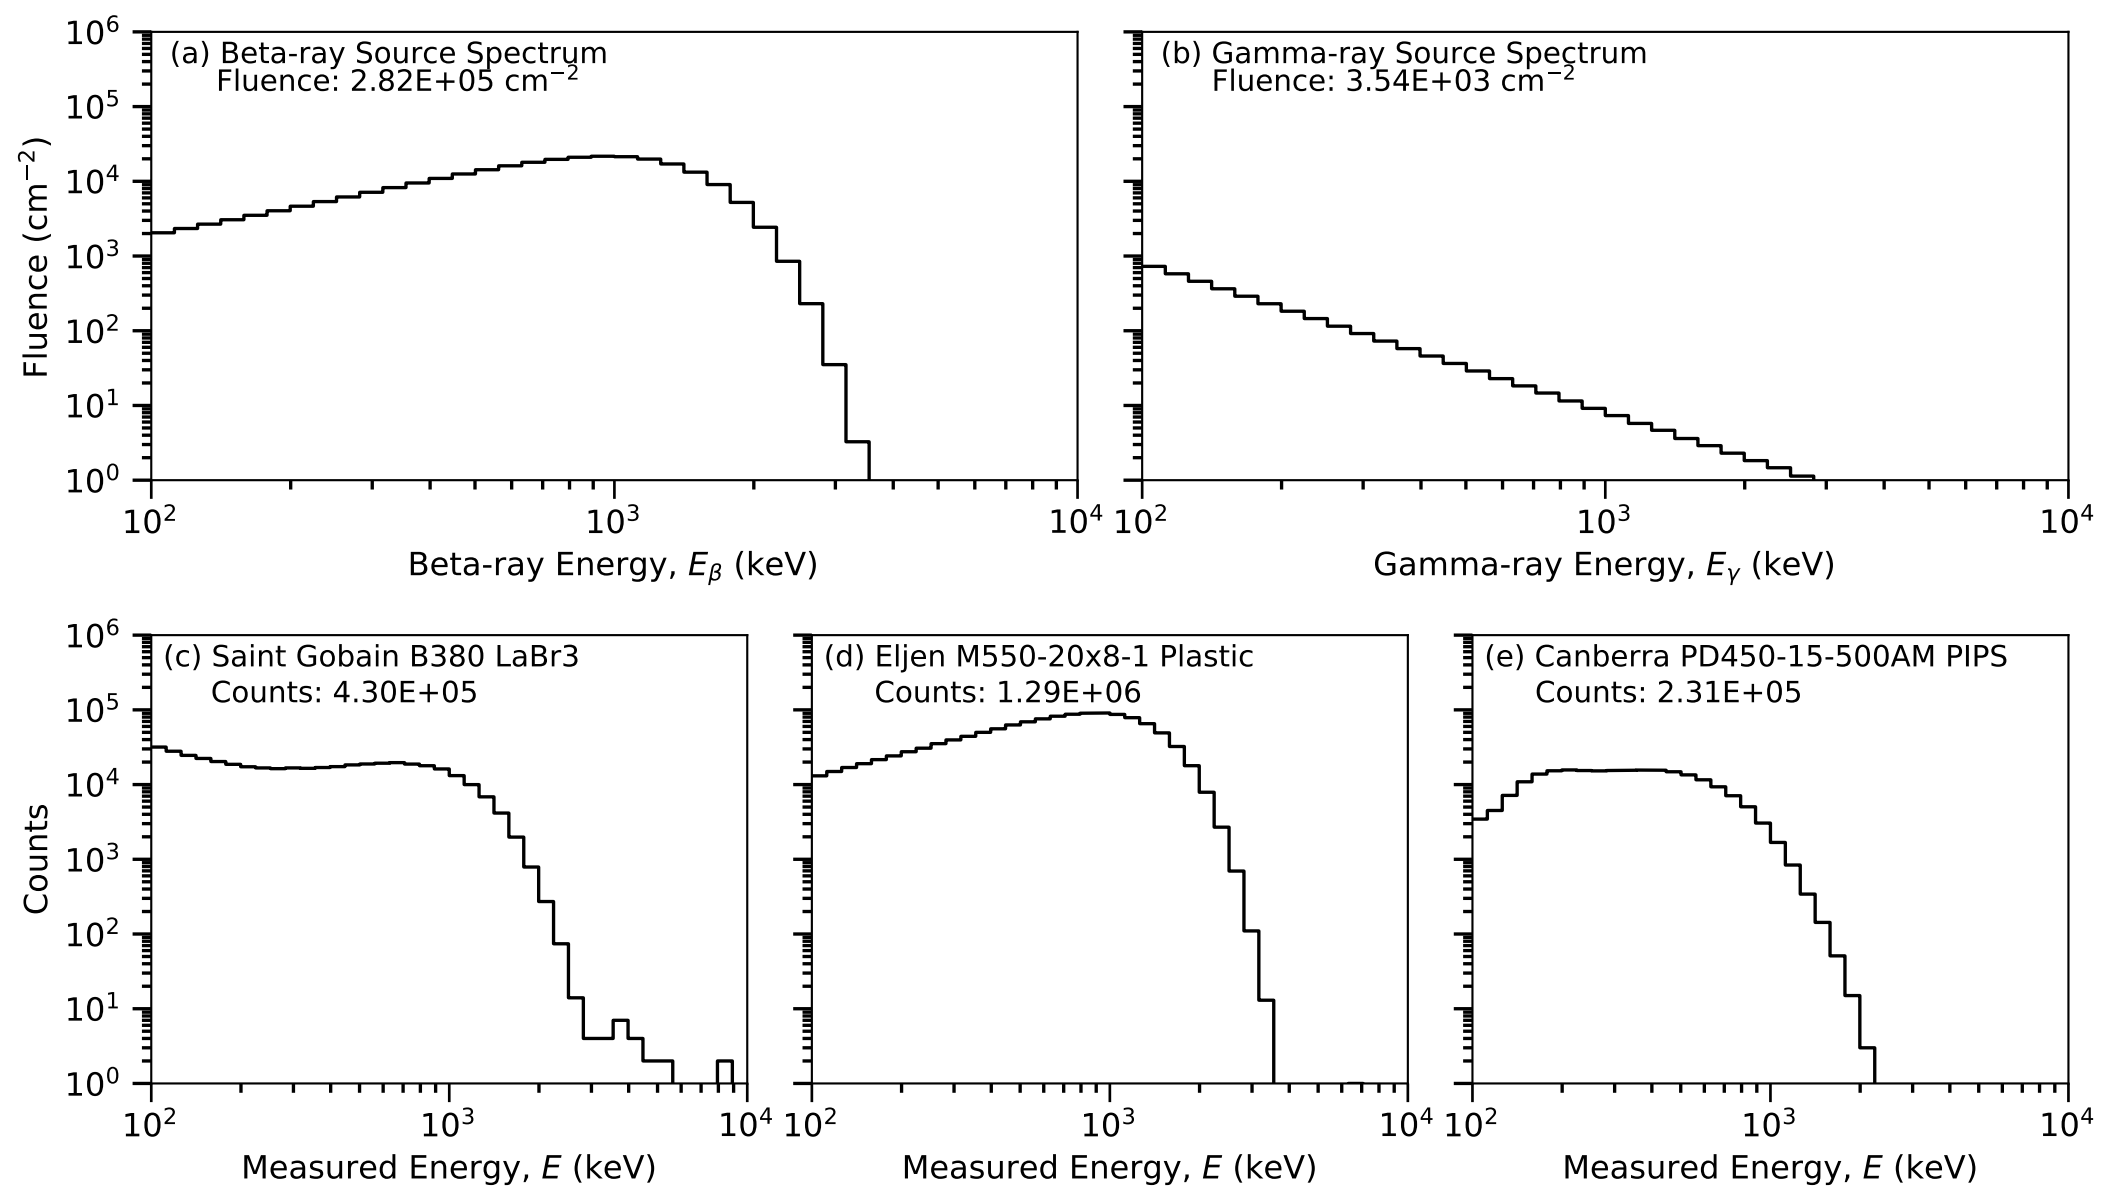 (a) Beta-ray Source Spectrum
Fluence: 2.82E+05 cm⁻²
10⁶
10⁵
10⁴
10³
10²
10¹
10⁰
Fluence (cm⁻²)
10² 10³ 10⁴
Beta-ray Energy, Eᵦ (keV)
(b) Gamma-ray Source Spectrum
Fluence: 3.54E+03 cm⁻²
10² 10³ 10⁴
Gamma-ray Energy, Eᵧ (keV)
(c) Saint Gobain B380 LaBr3
Counts: 4.30E+05
10⁶
10⁵
10⁴
10³
10²
10¹
10⁰
Counts
10² 10³ 10⁴
Measured Energy, E (keV)
(d) Eljen M550-20x8-1 Plastic
Counts: 1.29E+06
10² 10³ 10⁴
Measured Energy, E (keV)
(e) Canberra PD450-15-500AM PIPS
Counts: 2.31E+05
10² 10³ 10⁴
Measured Energy, E (keV)